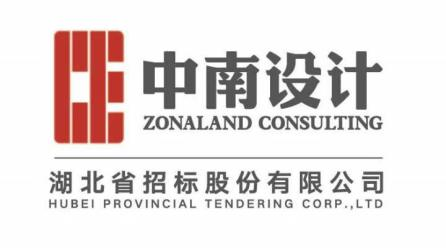 中南设计
ZONALAND CONSULTING
湖北省招标股份有限公司
HUBEI PROVINCIAL TENDERING CORP.,LTD